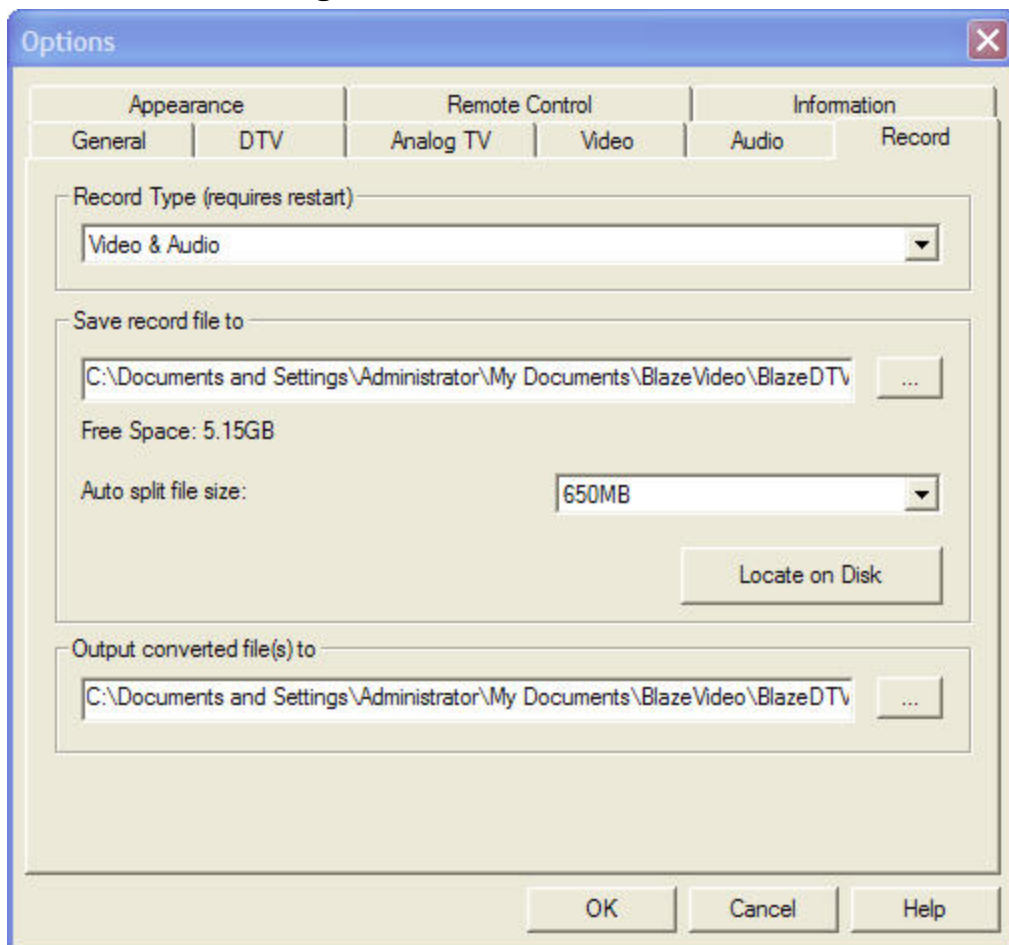 Options
Appearance Remote Control Information
General DTV Analog TV Video Audio Record
Record Type (requires restart)
Video & Audio
Save record file to
C:\Documents and Settings\Administrator\My Documents\BlazeVideo\BlazeDTV ...
Free Space: 5.15GB
Auto split file size: 650MB
Locate on Disk
Output converted file(s) to
C:\Documents and Settings\Administrator\My Documents\BlazeVideo\BlazeDTV ...
OK Cancel Help